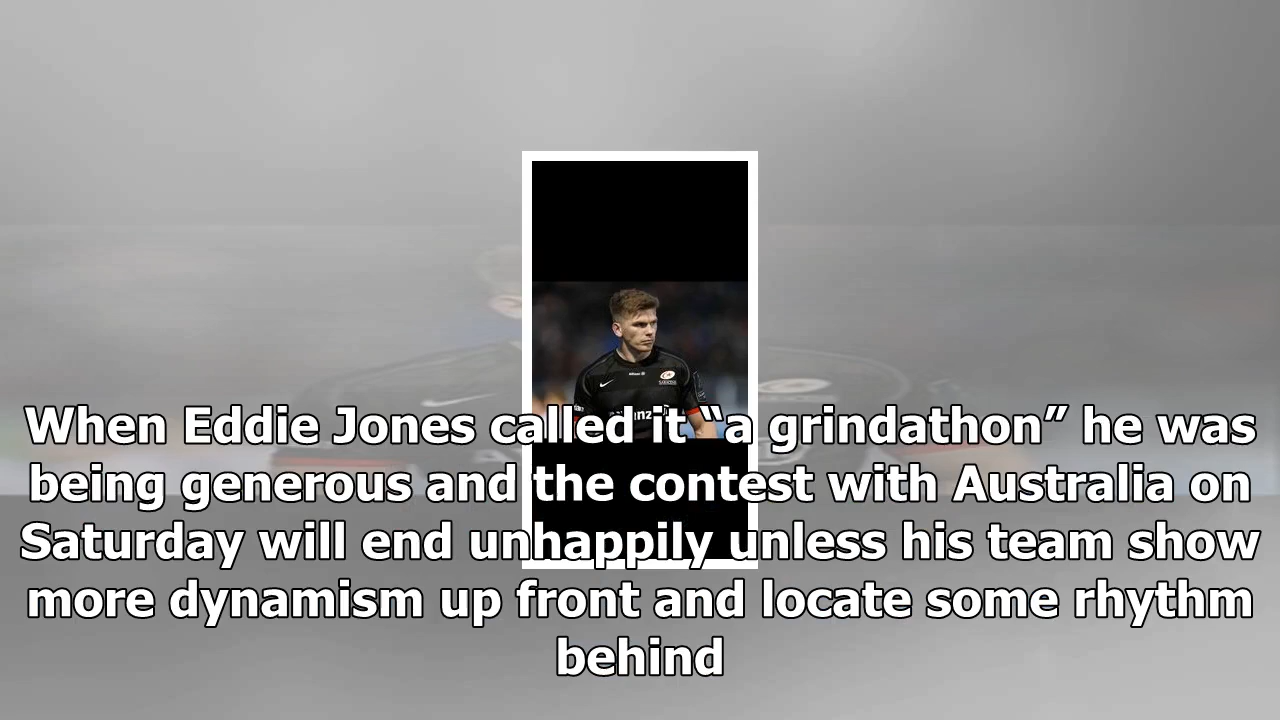 SARACENS
When Eddie Jones called it “a grindathon” he was
being generous and the contest with Australia on
Saturday will end unhappily unless his team show
more dynamism up front and locate some rhythm
behind